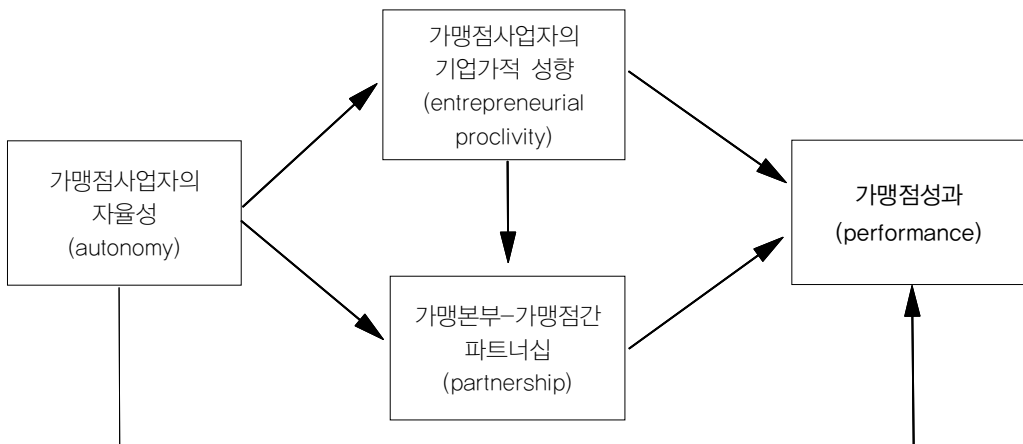 가맹점사업자의
기업가적 성향
(entrepreneurial
proclivity)
가맹점사업자의
자율성
(autonomy)
가맹점성과
(performance)
가맹본부-가맹점간
파트너십
(partnership)